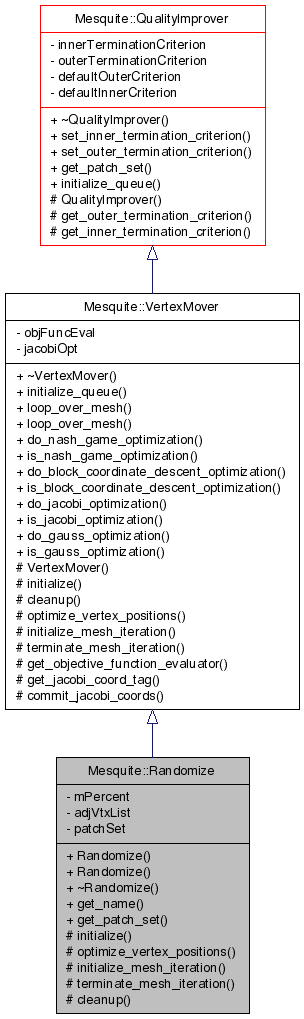 Mesquite::QualityImprover
- innerTerminationCriterion
- outerTerminationCriterion
- defaultOuterCriterion
- defaultInnerCriterion
+ ~QualityImprover()
+ set_inner_termination_criterion()
+ set_outer_termination_criterion()
+ get_patch_set()
+ initialize_queue()
# QualityImprover()
# get_outer_termination_criterion()
# get_inner_termination_criterion()
Mesquite::VertexMover
- objFuncEval
- jacobiOpt
+ ~VertexMover()
+ initialize_queue()
+ loop_over_mesh()
+ loop_over_mesh()
+ do_nash_game_optimization()
+ is_nash_game_optimization()
+ do_block_coordinate_descent_optimization()
+ is_block_coordinate_descent_optimization()
+ do_jacobi_optimization()
+ is_jacobi_optimization()
+ do_gauss_optimization()
+ is_gauss_optimization()
# VertexMover()
# initialize()
# cleanup()
# optimize_vertex_positions()
# initialize_mesh_iteration()
# terminate_mesh_iteration()
# get_objective_function_evaluator()
# get_jacobi_coord_tag()
# commit_jacobi_coords()
Mesquite::Randomize
- mPercent
- adjVtxList
- patchSet
+ Randomize()
+ Randomize()
+ ~Randomize()
+ get_name()
+ get_patch_set()
# initialize()
# optimize_vertex_positions()
# initialize_mesh_iteration()
# terminate_mesh_iteration()
# cleanup()